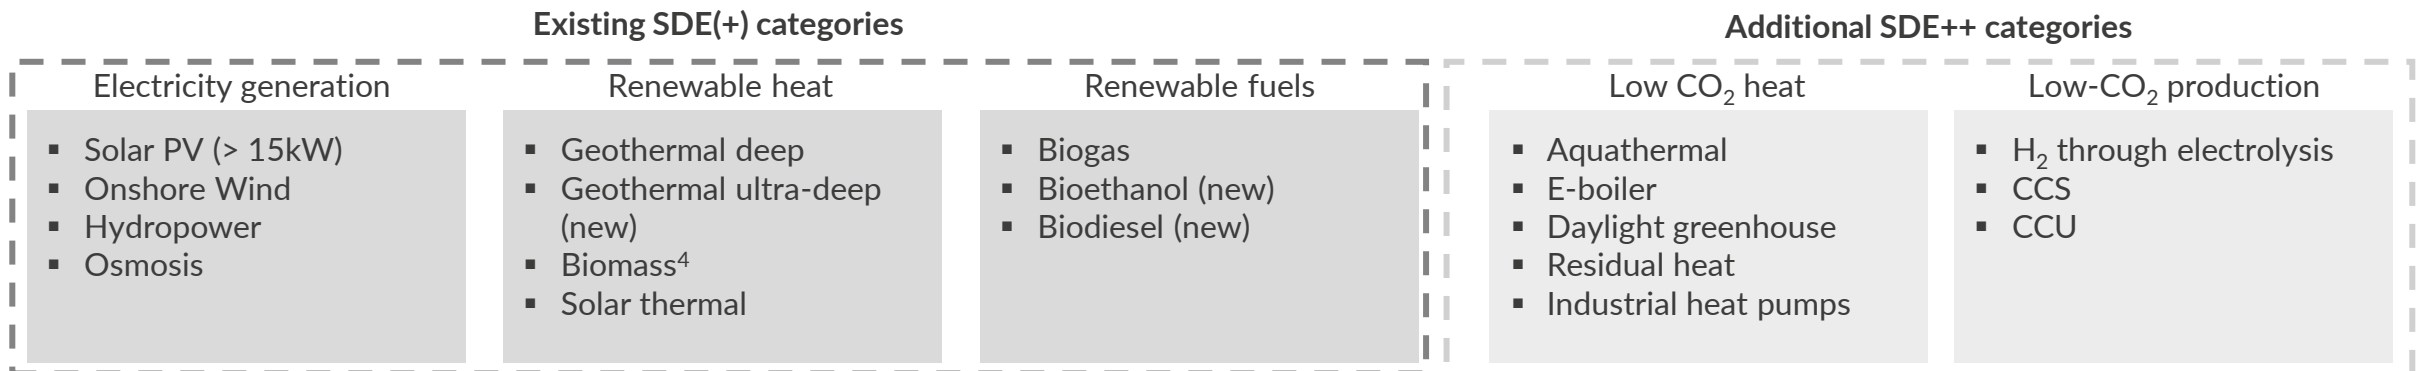 Existing SDE(+) categories
Electricity generation
▪ Solar PV (> 15kW)
▪ Onshore Wind
▪ Hydropower
▪ Osmosis
Renewable heat
▪ Geothermal deep
▪ Geothermal ultra-deep
(new)
▪ Biomass⁴
▪ Solar thermal
Renewable fuels
▪ Biogas
▪ Bioethanol (new)
▪ Biodiesel (new)
Additional SDE++ categories
Low CO₂ heat
▪ Aquathermal
▪ E-boiler
▪ Daylight greenhouse
▪ Residual heat
▪ Industrial heat pumps
Low-CO₂ production
▪ H₂ through electrolysis
▪ CCS
▪ CCU